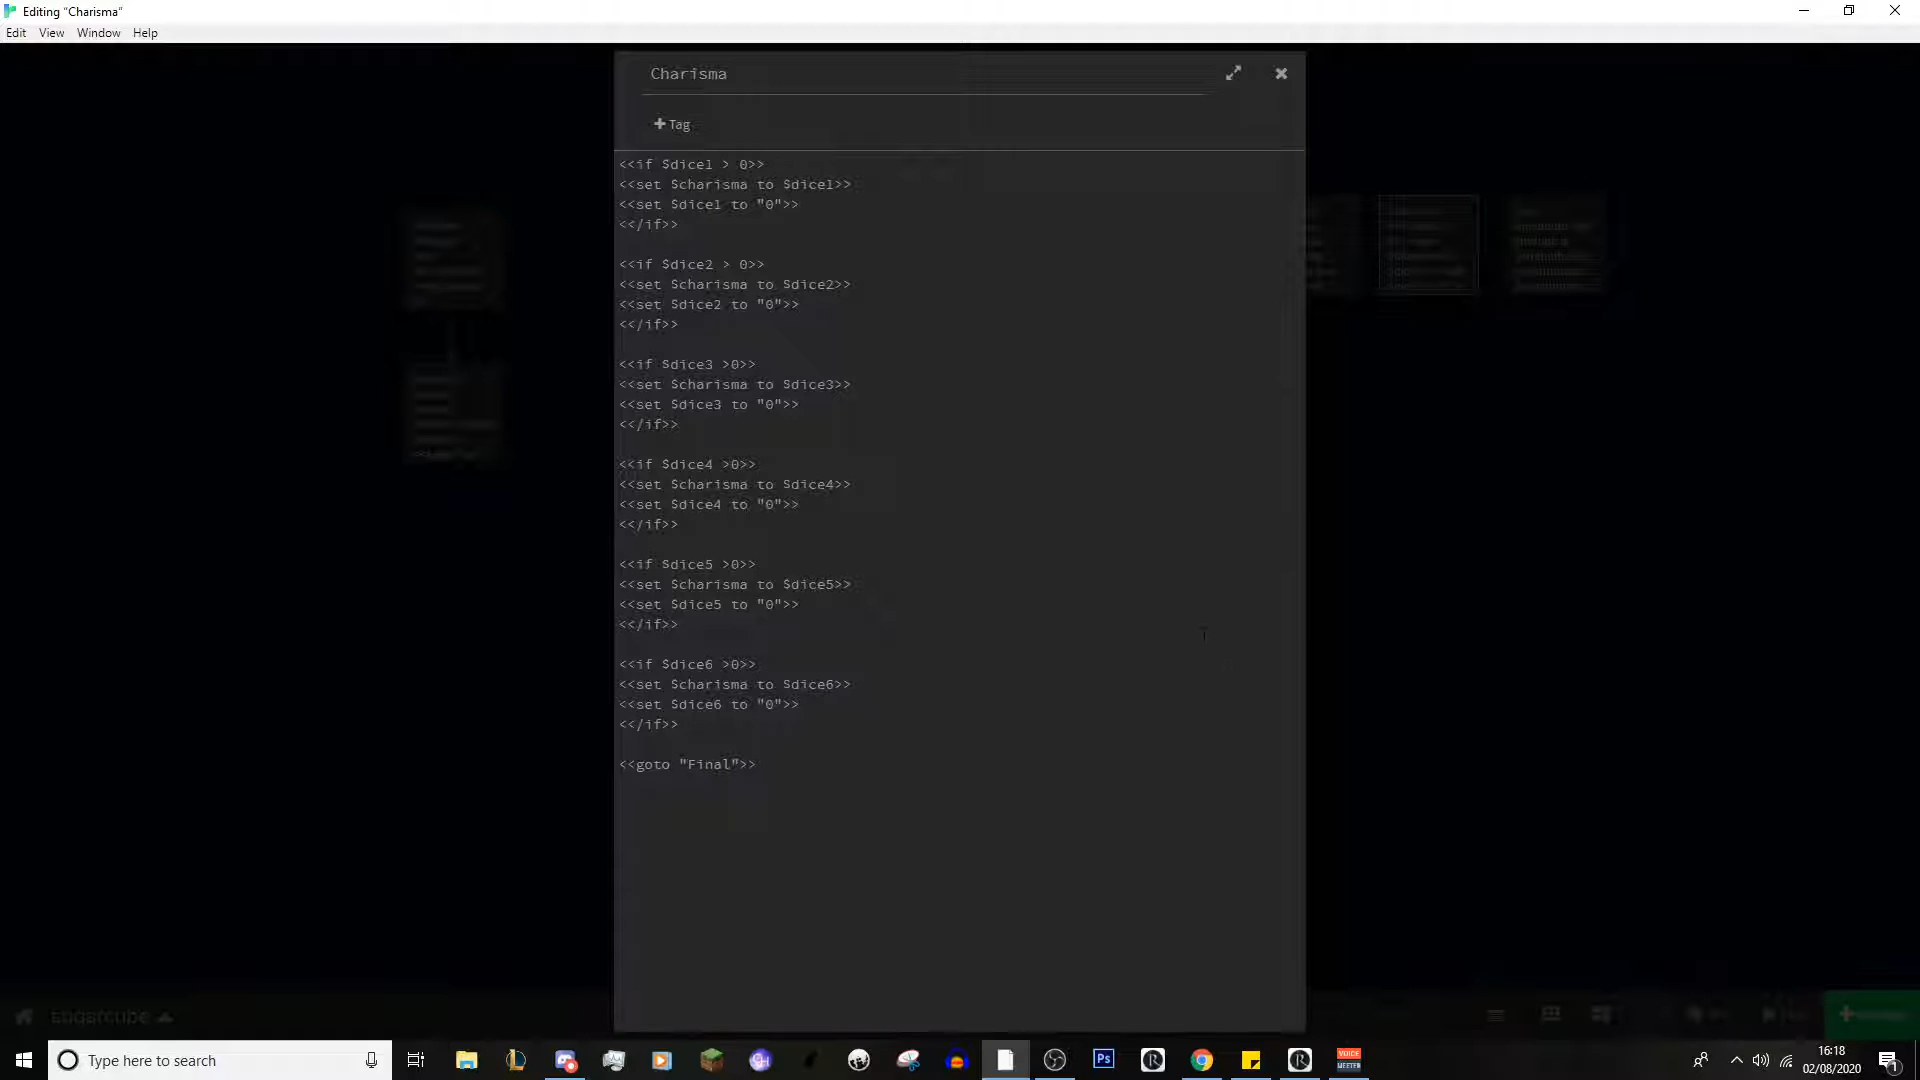 Editing “Charisma”
Edit View Window Help
Charisma
+ Tag
<<if $dice1 > 0>>
<<set $charisma to $dice1>>
<<set $dice1 to "0">>
<</if>>
<<if $dice2 > 0>>
<<set $charisma to $dice2>>
<<set $dice2 to "0">>
<</if>>
<<if $dice3 >0>>
<<set $charisma to $dice3>>
<<set $dice3 to "0">>
<</if>>
<<if $dice4 >0>>
<<set $charisma to $dice4>>
<<set $dice4 to "0">>
<</if>>
<<if $dice5 >0>>
<<set $charisma to $dice5>>
<<set $dice5 to "0">>
<</if>>
<<if $dice6 >0>>
<<set $charisma to $dice6>>
<<set $dice6 to "0">>
<</if>>
<<goto "Final">>
Type here to search
Ps
VOICE
MEETER
16:18
02/08/2020
1